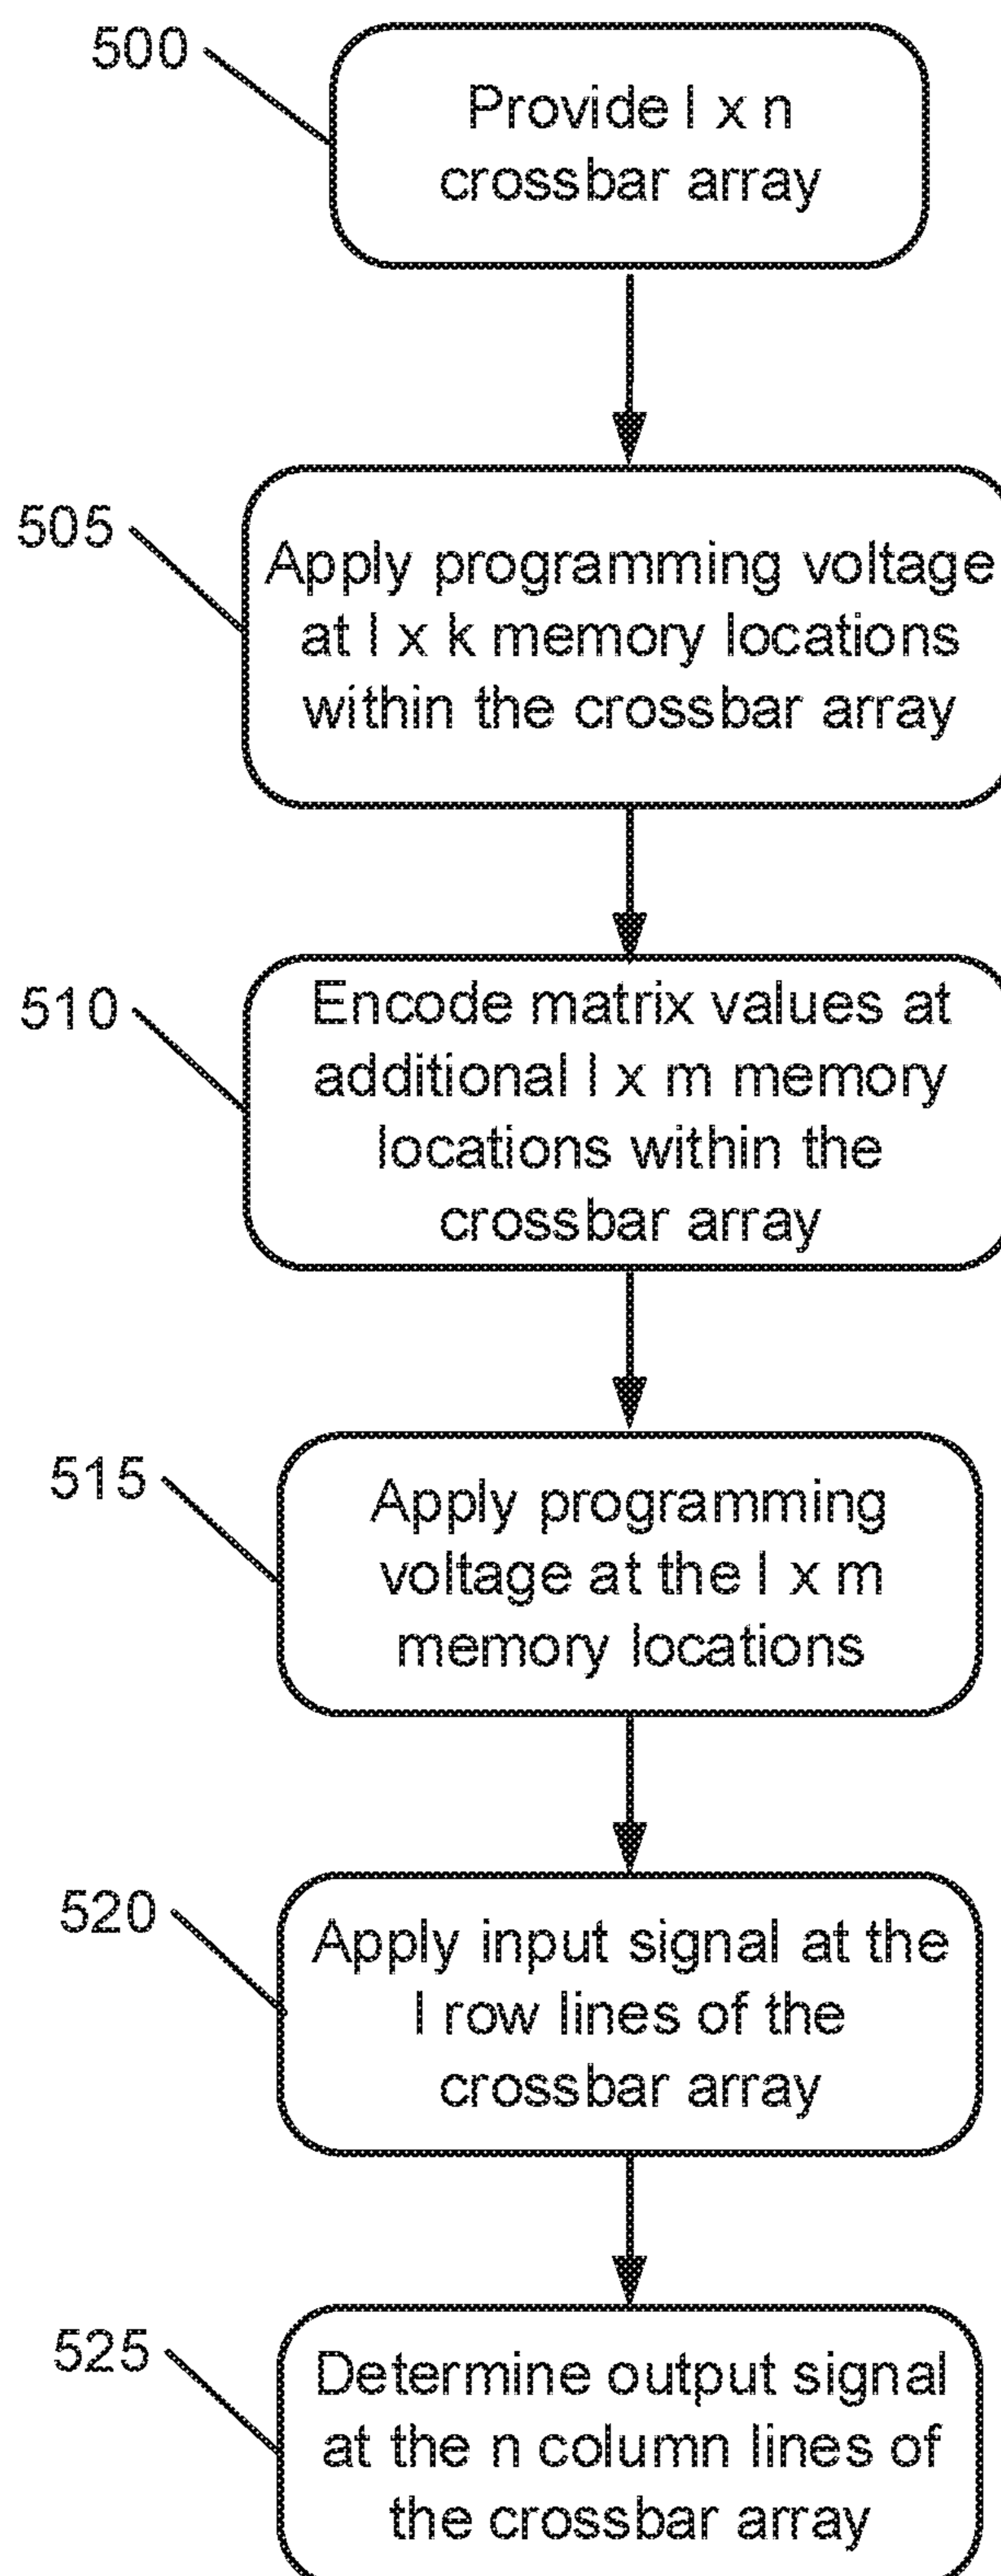 500
Provide l x n
crossbar array
505
Apply programming voltage
at l x k memory locations
within the crossbar array
510
Encode matrix values at
additional l x m memory
locations within the
crossbar array
515
Apply programming
voltage at the l x m
memory locations
520
Apply input signal at the
l row lines of the
crossbar array
525
Determine output signal
at the n column lines of
the crossbar array